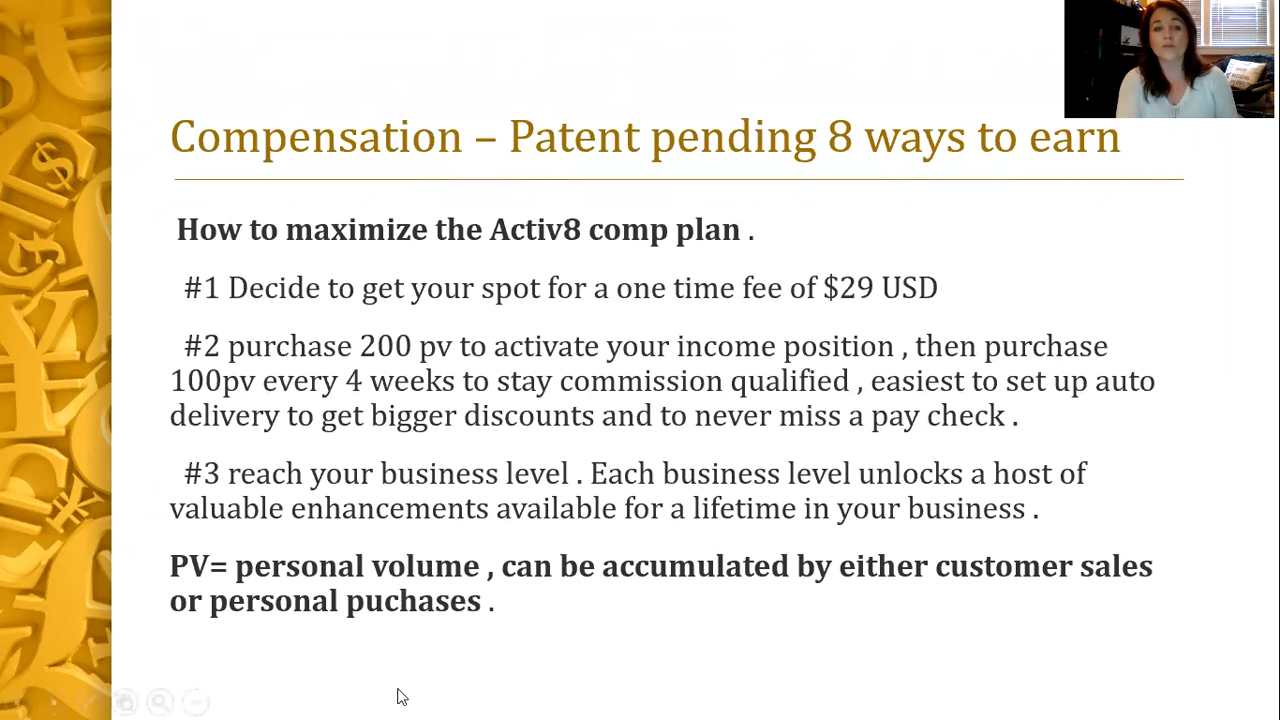 Compensation – Patent pending 8 ways to earn
How to maximize the Activ8 comp plan .
#1 Decide to get your spot for a one time fee of $29 USD
#2 purchase 200 pv to activate your income position , then purchase
100pv every 4 weeks to stay commission qualified , easiest to set up auto
delivery to get bigger discounts and to never miss a pay check .
#3 reach your business level . Each business level unlocks a host of
valuable enhancements available for a lifetime in your business .
PV= personal volume , can be accumulated by either customer sales
or personal puchases .